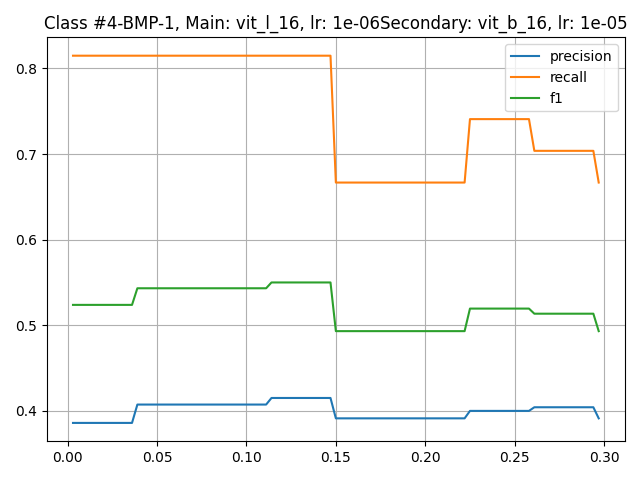 Class #4-BMP-1, Main: vit_l_16, lr: 1e-06Secondary: vit_b_16, lr: 1e-05
precision
recall
f1
0.8
0.7
0.6
0.5
0.4
0.00 0.05 0.10 0.15 0.20 0.25 0.30